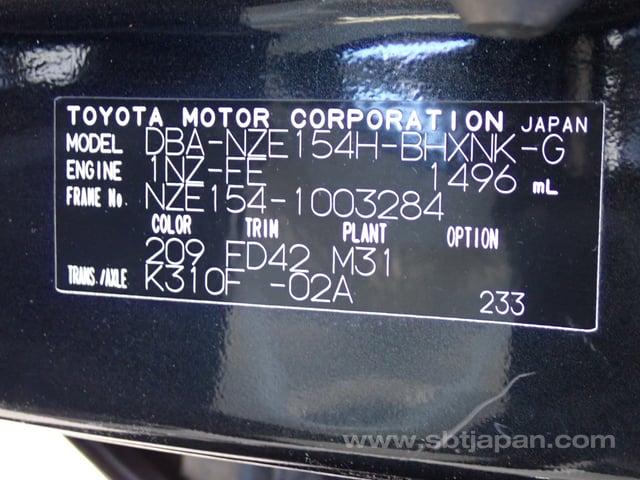 TOYOTA MOTOR CORPORATION JAPAN
MODEL DBA-NZE154H-BHXNK-G
ENGINE 1NZ-FE 1496 mL
FRAME No. NZE154-1003284
COLOR TRIM PLANT OPTION
209 FD42 M31
TRANS./AXLE K310F -02A
233
www.sbtjapan.com